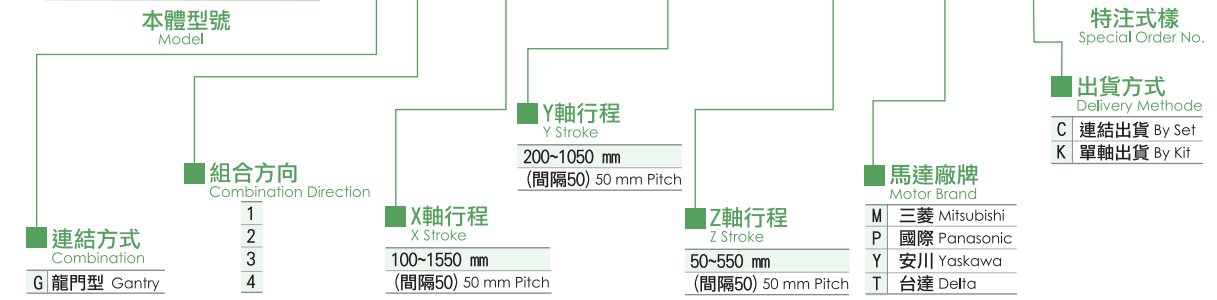 本體型號
Model
特注式樣
Special Order No.
出貨方式
Delivery Methode
C 連結出貨 By Set
K 單軸出貨 By Kit
Y軸行程
Y Stroke
200~1050 mm
(間隔50) 50 mm Pitch
組合方向
Combination Direction
1
2
3
4
馬達廠牌
Motor Brand
M 三菱 Mitsubishi
P 國際 Panasonic
Y 安川 Yaskawa
T 台達 Delta
X軸行程
X Stroke
100~1550 mm
(間隔50) 50 mm Pitch
Z軸行程
Z Stroke
50~550 mm
(間隔50) 50 mm Pitch
連結方式
Combination
G 龍門型 Gantry